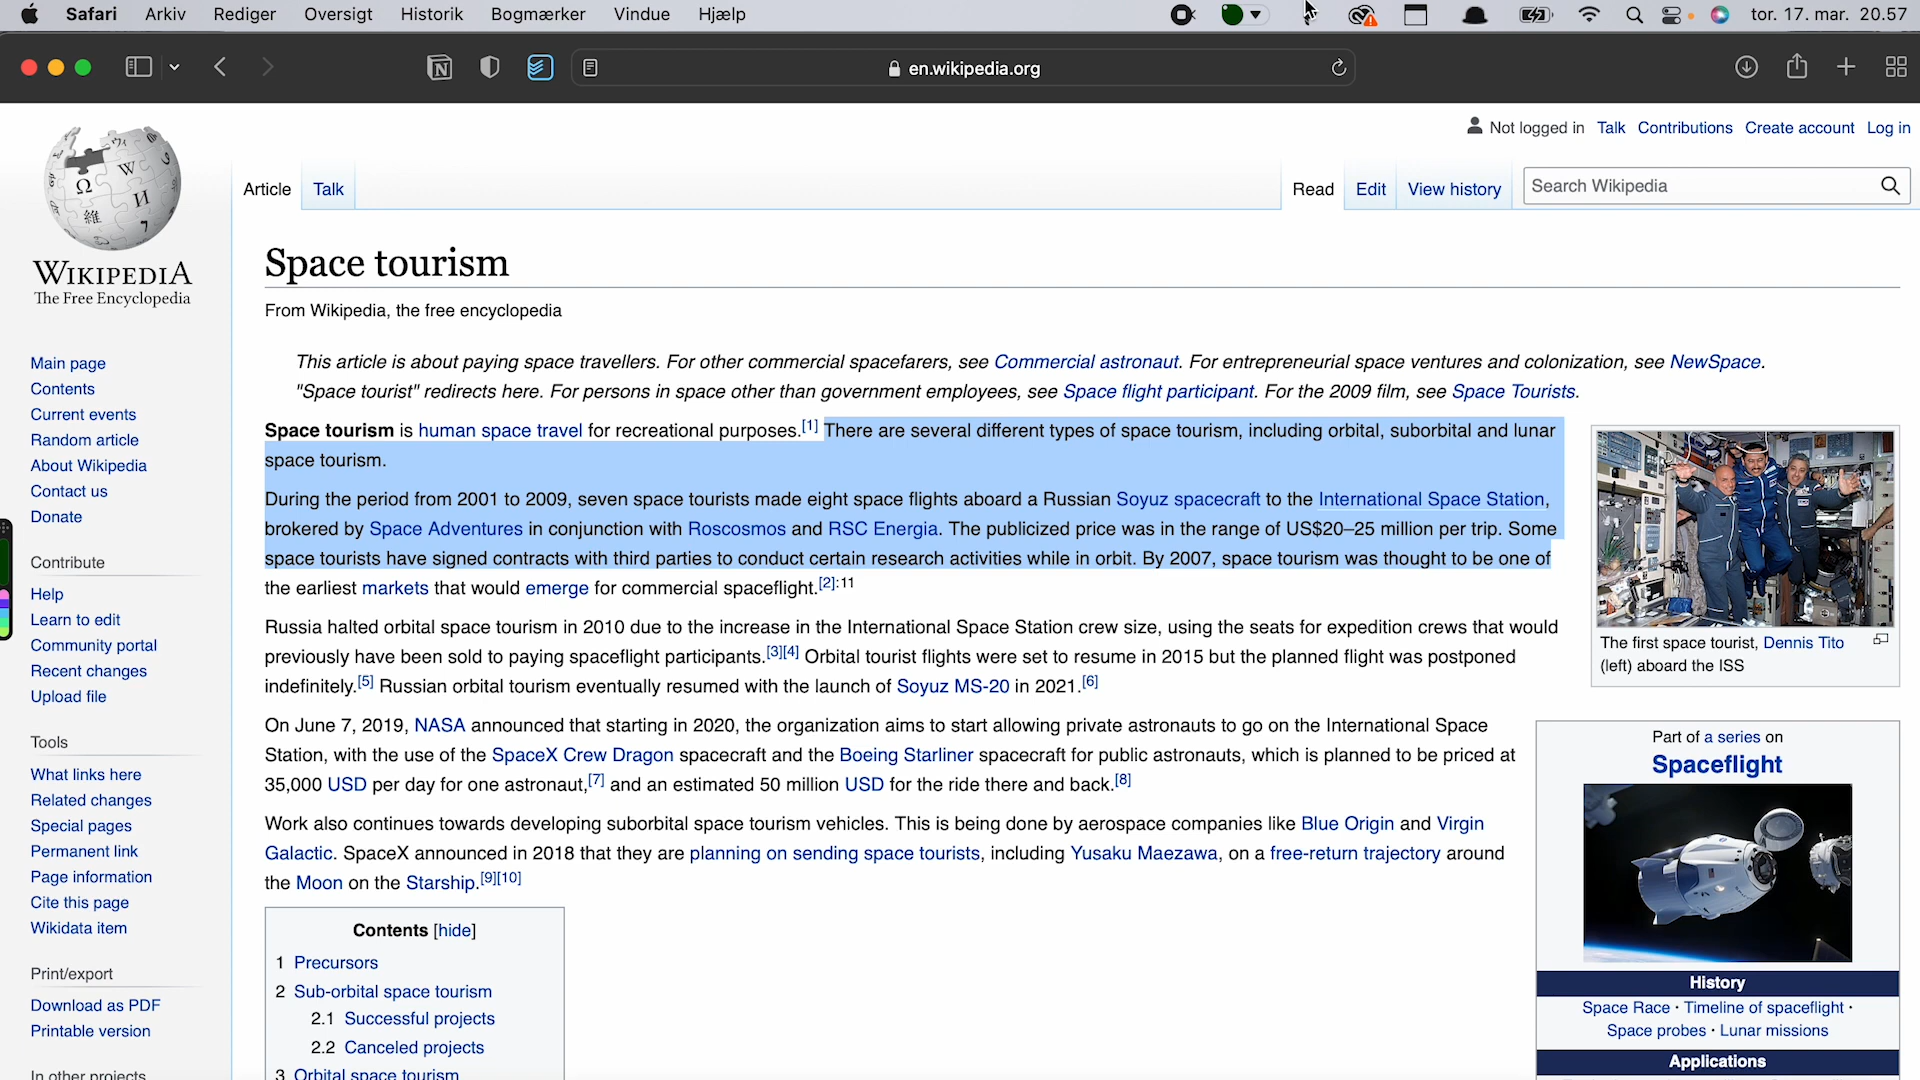 Safari Arkiv Rediger Oversigt Historik Bogmærker Vindue Hjælp tor. 17. mar. 20.57
en.wikipedia.org
Not logged in Talk Contributions Create account Log in
Article Talk Read Edit View history Search Wikipedia
WIKIPEDIA
The Free Encyclopedia
Main page
Contents
Current events
Random article
About Wikipedia
Contact us
Donate
Contribute
Help
Learn to edit
Community portal
Recent changes
Upload file
Tools
What links here
Related changes
Special pages
Permanent link
Page information
Cite this page
Wikidata item
Print/export
Download as PDF
Printable version
In other projects
Space tourism
From Wikipedia, the free encyclopedia
This article is about paying space travellers. For other commercial spacefarers, see Commercial astronaut. For entrepreneurial space ventures and colonization, see NewSpace.
"Space tourist" redirects here. For persons in space other than government employees, see Space flight participant. For the 2009 film, see Space Tourists.
Space tourism is human space travel for recreational purposes.[1] There are several different types of space tourism, including orbital, suborbital and lunar
space tourism.
During the period from 2001 to 2009, seven space tourists made eight space flights aboard a Russian Soyuz spacecraft to the International Space Station,
brokered by Space Adventures in conjunction with Roscosmos and RSC Energia. The publicized price was in the range of US$20–25 million per trip. Some
space tourists have signed contracts with third parties to conduct certain research activities while in orbit. By 2007, space tourism was thought to be one of
the earliest markets that would emerge for commercial spaceflight.[2]:11
Russia halted orbital space tourism in 2010 due to the increase in the International Space Station crew size, using the seats for expedition crews that would
previously have been sold to paying spaceflight participants.[3][4] Orbital tourist flights were set to resume in 2015 but the planned flight was postponed
indefinitely.[5] Russian orbital tourism eventually resumed with the launch of Soyuz MS-20 in 2021.[6]
On June 7, 2019, NASA announced that starting in 2020, the organization aims to start allowing private astronauts to go on the International Space
Station, with the use of the SpaceX Crew Dragon spacecraft and the Boeing Starliner spacecraft for public astronauts, which is planned to be priced at
35,000 USD per day for one astronaut,[7] and an estimated 50 million USD for the ride there and back.[8]
Work also continues towards developing suborbital space tourism vehicles. This is being done by aerospace companies like Blue Origin and Virgin
Galactic. SpaceX announced in 2018 that they are planning on sending space tourists, including Yusaku Maezawa, on a free-return trajectory around
the Moon on the Starship.[9][10]
Contents [hide]
1 Precursors
2 Sub-orbital space tourism
2.1 Successful projects
2.2 Canceled projects
3 Orbital space tourism
The first space tourist, Dennis Tito
(left) aboard the ISS
Part of a series on
Spaceflight
History
Space Race · Timeline of spaceflight ·
Space probes · Lunar missions
Applications